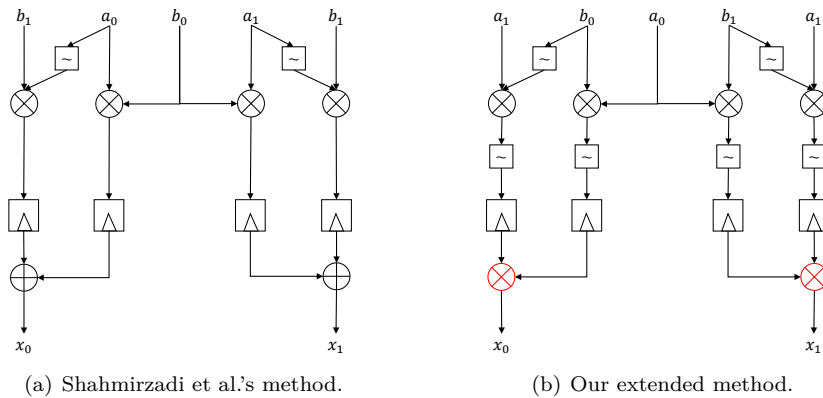 b₁ a₀ b₀ a₁ b₁
a₁ b₀ a₀ b₁ a₁
~ ~
~ ~
~ ~ ~ ~
x₀ x₁
x₀ x₁
(a) Shahmirzadi et al.'s method.
(b) Our extended method.